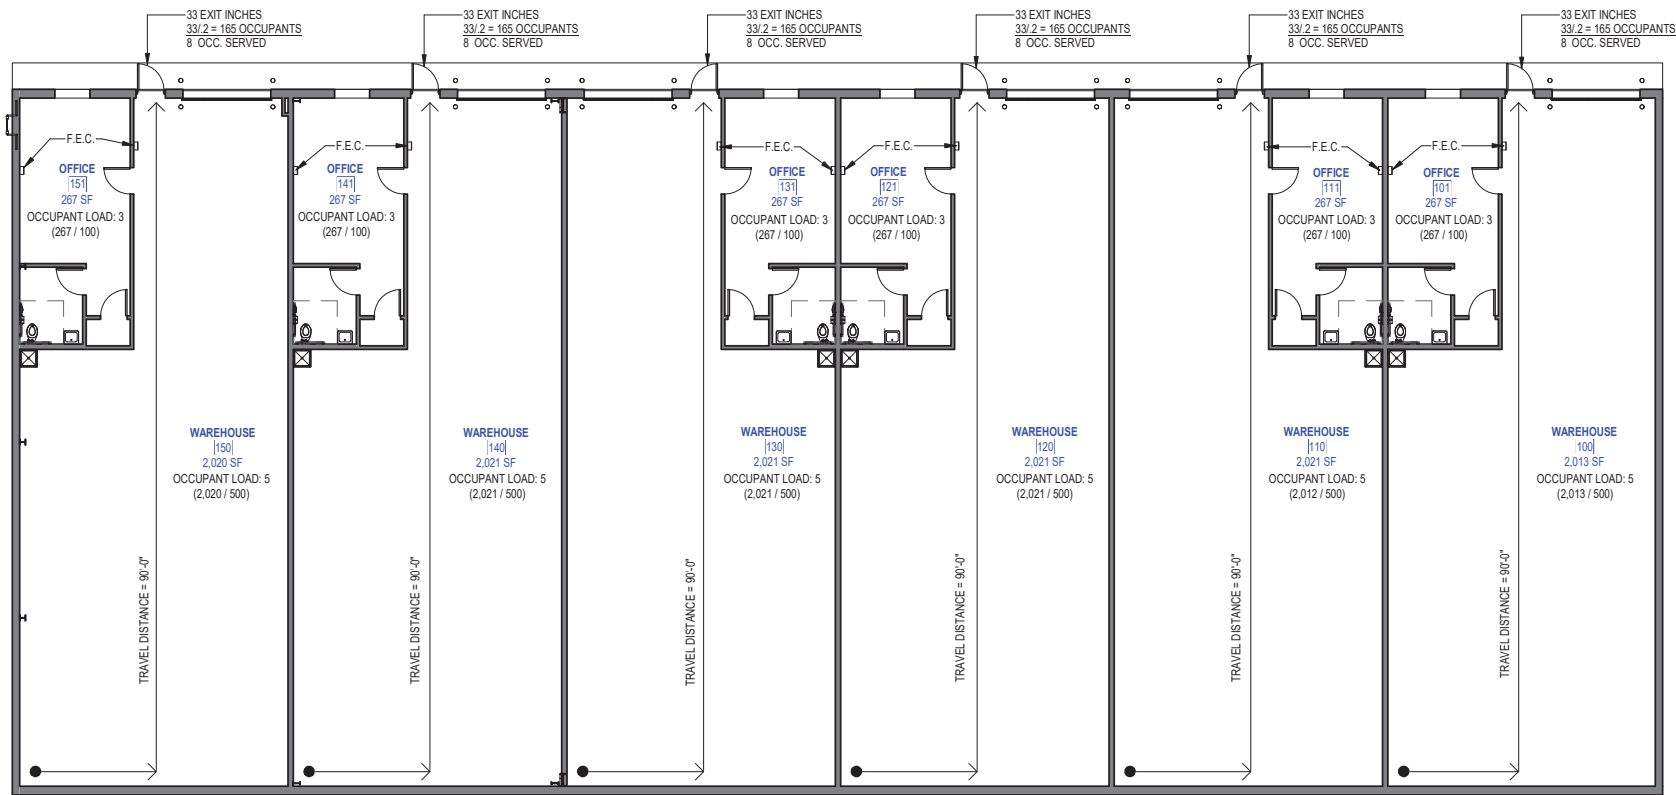 33 EXIT INCHES
33/.2 = 165 OCCUPANTS
8 OCC. SERVED
33 EXIT INCHES
33/.2 = 165 OCCUPANTS
8 OCC. SERVED
33 EXIT INCHES
33/.2 = 165 OCCUPANTS
8 OCC. SERVED
33 EXIT INCHES
33/.2 = 165 OCCUPANTS
8 OCC. SERVED
33 EXIT INCHES
33/.2 = 165 OCCUPANTS
8 OCC. SERVED
33 EXIT INCHES
33/.2 = 165 OCCUPANTS
8 OCC. SERVED
F.E.C.
OFFICE
151
267 SF
OCCUPANT LOAD: 3
(267 / 100)
F.E.C.
OFFICE
141
267 SF
OCCUPANT LOAD: 3
(267 / 100)
F.E.C.
OFFICE
131
267 SF
OCCUPANT LOAD: 3
(267 / 100)
F.E.C.
OFFICE
121
267 SF
OCCUPANT LOAD: 3
(267 / 100)
F.E.C.
OFFICE
111
267 SF
OCCUPANT LOAD: 3
(267 / 100)
F.E.C.
OFFICE
101
267 SF
OCCUPANT LOAD: 3
(267 / 100)
WAREHOUSE
150
2,020 SF
OCCUPANT LOAD: 5
(2,020 / 500)
WAREHOUSE
140
2,021 SF
OCCUPANT LOAD: 5
(2,021 / 500)
WAREHOUSE
130
2,021 SF
OCCUPANT LOAD: 5
(2,021 / 500)
WAREHOUSE
120
2,021 SF
OCCUPANT LOAD: 5
(2,021 / 500)
WAREHOUSE
110
2,021 SF
OCCUPANT LOAD: 5
(2,012 / 500)
WAREHOUSE
100
2,013 SF
OCCUPANT LOAD: 5
(2,013 / 500)
TRAVEL DISTANCE = 90'-0"
TRAVEL DISTANCE = 90'-0"
TRAVEL DISTANCE = 90'-0"
TRAVEL DISTANCE = 90'-0"
TRAVEL DISTANCE = 90'-0"
TRAVEL DISTANCE = 90'-0"